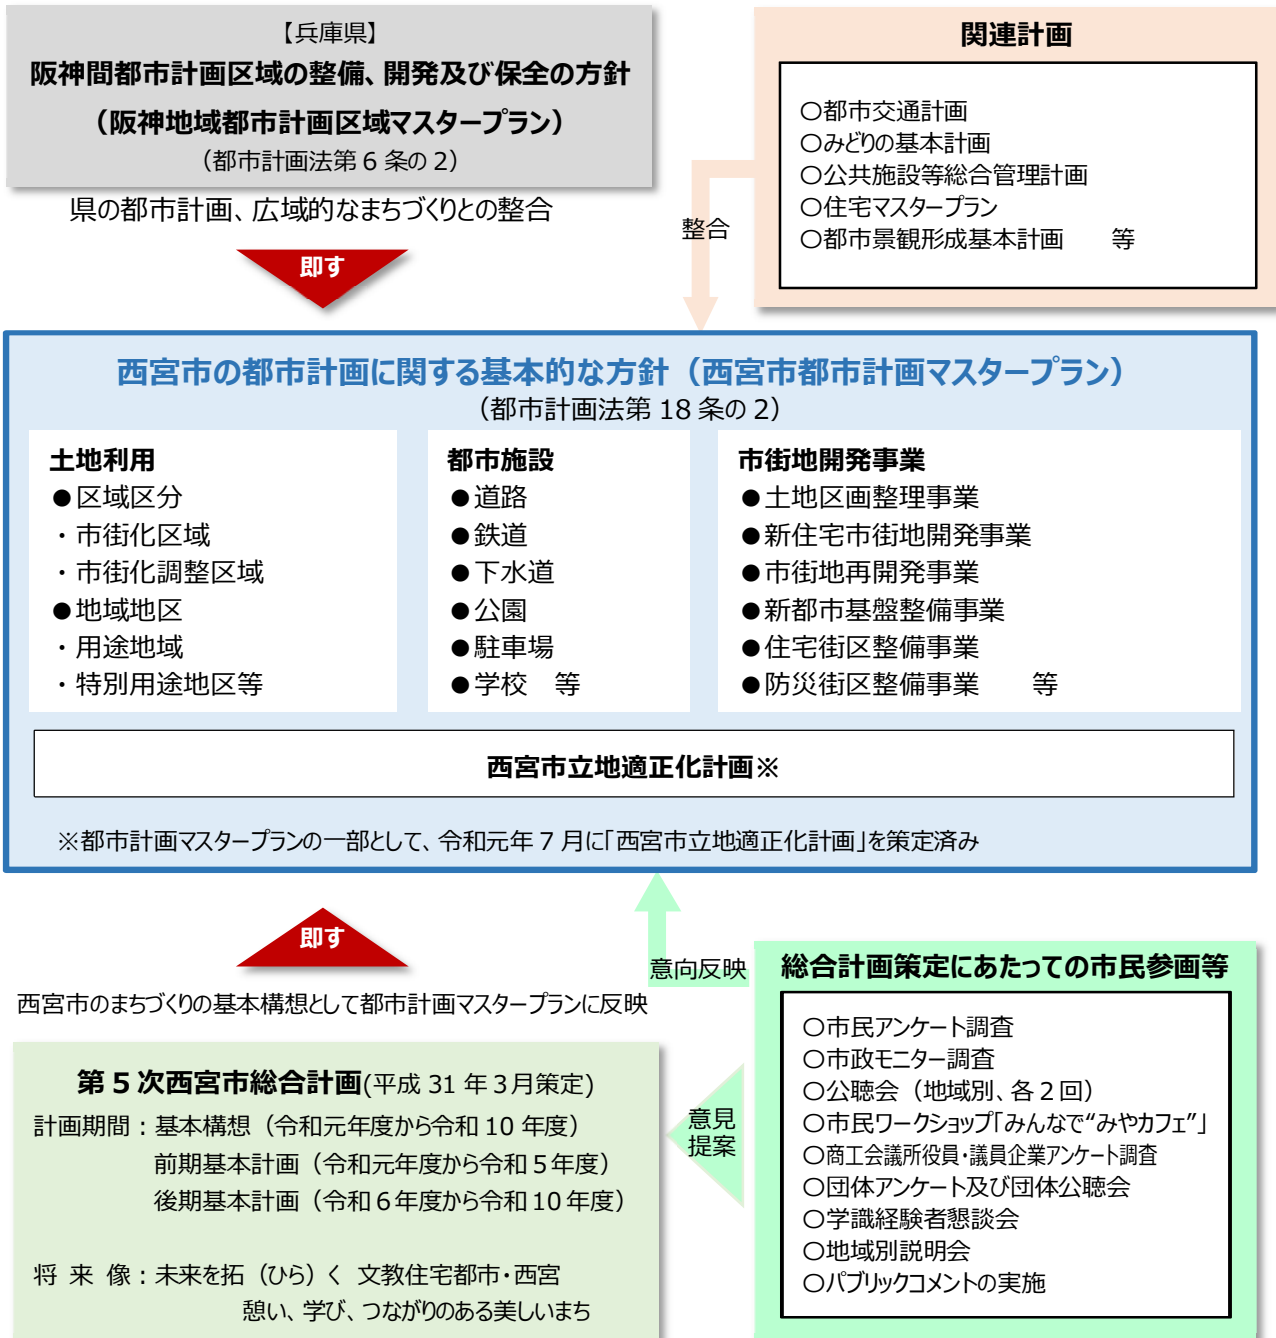 【兵庫県】
阪神間都市計画区域の整備、開発及び保全の方針
（阪神地域都市計画区域マスタープラン）
（都市計画法第6条の2）
県の都市計画、広域的なまちづくりとの整合
即す
関連計画
〇都市交通計画
〇みどりの基本計画
〇公共施設等総合管理計画
〇住宅マスタープラン
〇都市景観形成基本計画　　等
整合
西宮市の都市計画に関する基本的な方針（西宮市都市計画マスタープラン）
（都市計画法第18条の2）
土地利用
●区域区分
・市街化区域
・市街化調整区域
●地域地区
・用途地域
・特別用途地区等
都市施設
●道路
●鉄道
●下水道
●公園
●駐車場
●学校　等
市街地開発事業
●土地区画整理事業
●新住宅市街地開発事業
●市街地再開発事業
●新都市基盤整備事業
●住宅街区整備事業
●防災街区整備事業　　等
西宮市立地適正化計画※
※都市計画マスタープランの一部として、令和元年7月に「西宮市立地適正化計画」を策定済み
即す
西宮市のまちづくりの基本構想として都市計画マスタープランに反映
第5次西宮市総合計画(平成31年3月策定)
計画期間：基本構想（令和元年度から令和10年度）
前期基本計画（令和元年度から令和5年度）
後期基本計画（令和6年度から令和10年度）
将 来 像：未来を拓（ひら）く 文教住宅都市・西宮
憩い、学び、つながりのある美しいまち
意向反映
意見
提案
総合計画策定にあたっての市民参画等
〇市民アンケート調査
〇市政モニター調査
〇公聴会（地域別、各2回）
〇市民ワークショップ「みんなで“みやカフェ”」
〇商工会議所役員・議員企業アンケート調査
〇団体アンケート及び団体公聴会
〇学識経験者懇談会
〇地域別説明会
〇パブリックコメントの実施